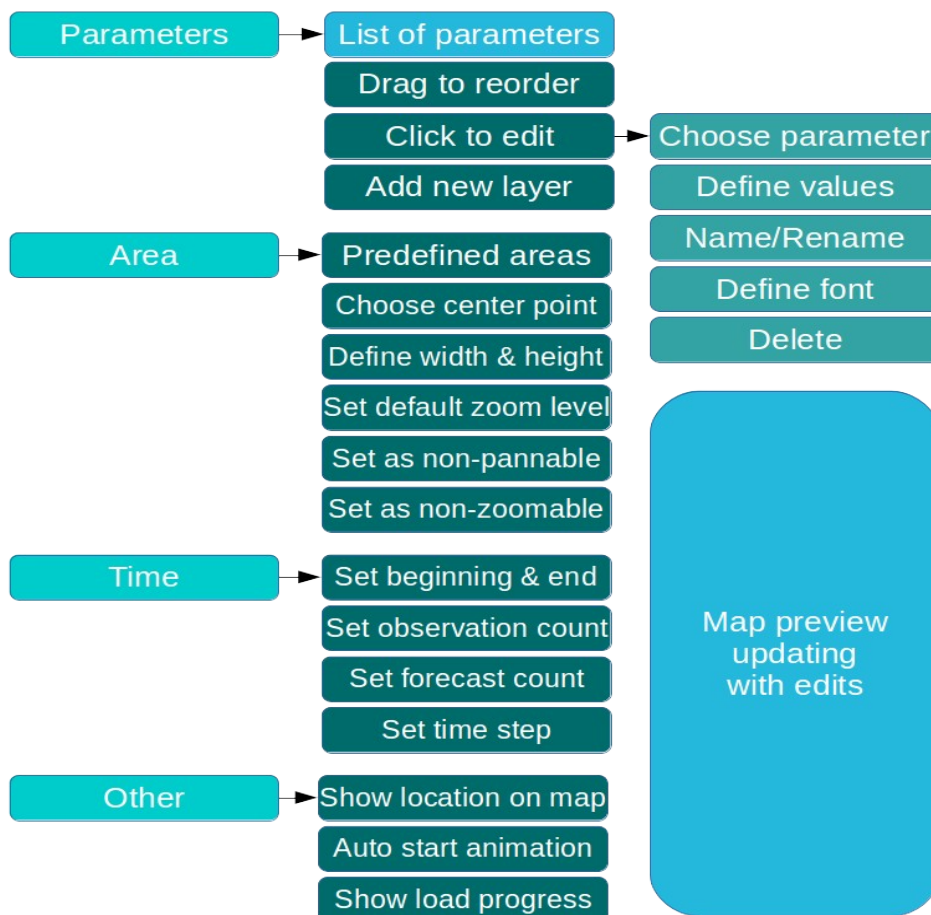 Parameters
List of parameters
Drag to reorder
Click to edit
Add new layer
Choose parameter
Define values
Name/Rename
Define font
Delete
Area
Predefined areas
Choose center point
Define width & height
Set default zoom level
Set as non-pannable
Set as non-zoomable
Time
Set beginning & end
Set observation count
Set forecast count
Set time step
Map preview
updating
with edits
Other
Show location on map
Auto start animation
Show load progress